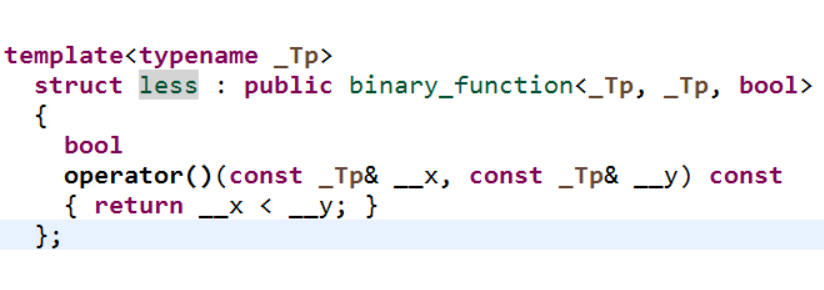 template<typename _Tp>
struct less : public binary_function<_Tp, _Tp, bool>
{
bool
operator()(const _Tp& __x, const _Tp& __y) const
{ return __x < __y; }
};